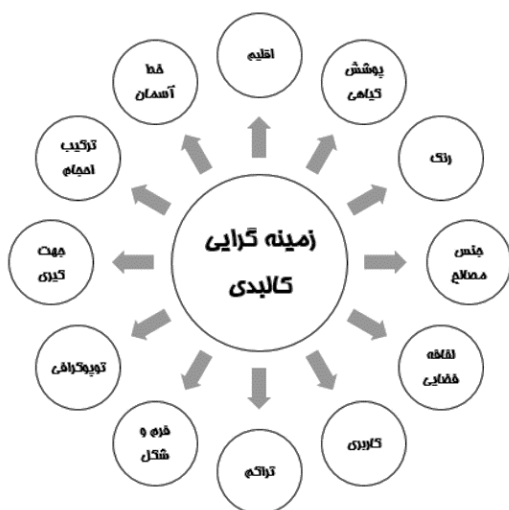 زمینه گرایی
کالبدی
اقلیم
پوشش
گیاهی
رنگ
جنس
مصالح
لفافه
فضایی
کاربری
تراکم
فرم و
شکل
توپوگرافی
جهت
گیری
ترکیب
احجام
خط
آسمان